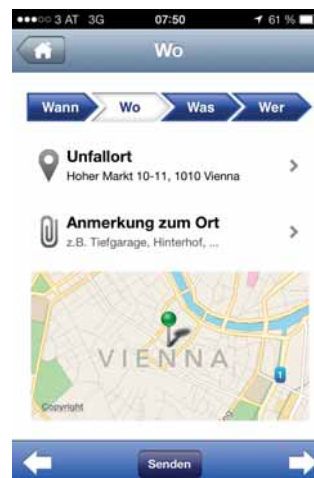 3 AT 3G 07:50 61 %
Wo
Wann Wo Was Wer
Unfallort
Hoher Markt 10-11, 1010 Vienna
Anmerkung zum Ort
z.B. Tiefgarage, Hinterhof, ...
VIENNA
1
Copyright
Senden